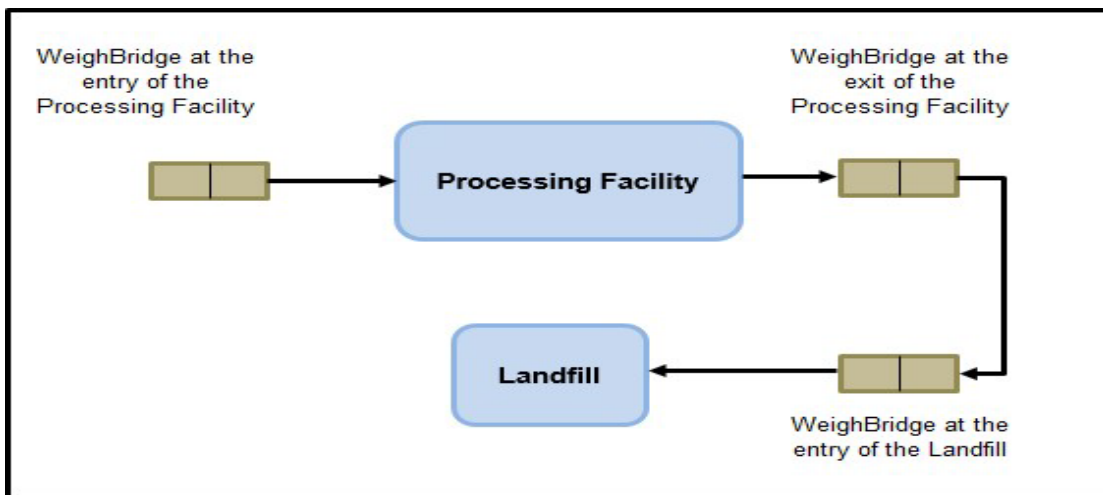 WeighBridge at the
entry of the
Processing Facility
WeighBridge at the
exit of the
Processing Facility
Processing Facility
Landfill
WeighBridge at the
entry of the Landfill